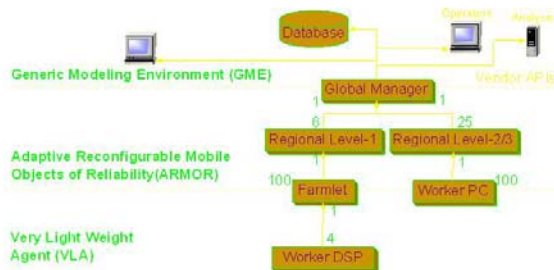 Operators
Analysis
Database
Generic Modeling Environment (GME)
Vendor APIs
Global Manager
1 1
6 25
Regional Level-1 Regional Level-2/3
Adaptive Reconfigurable Mobile
Objects of Reliability(ARMOR)
1 1
100 100
Farmlet Worker PC
1
Very Light Weight
Agent (VLA)
4
Worker DSP